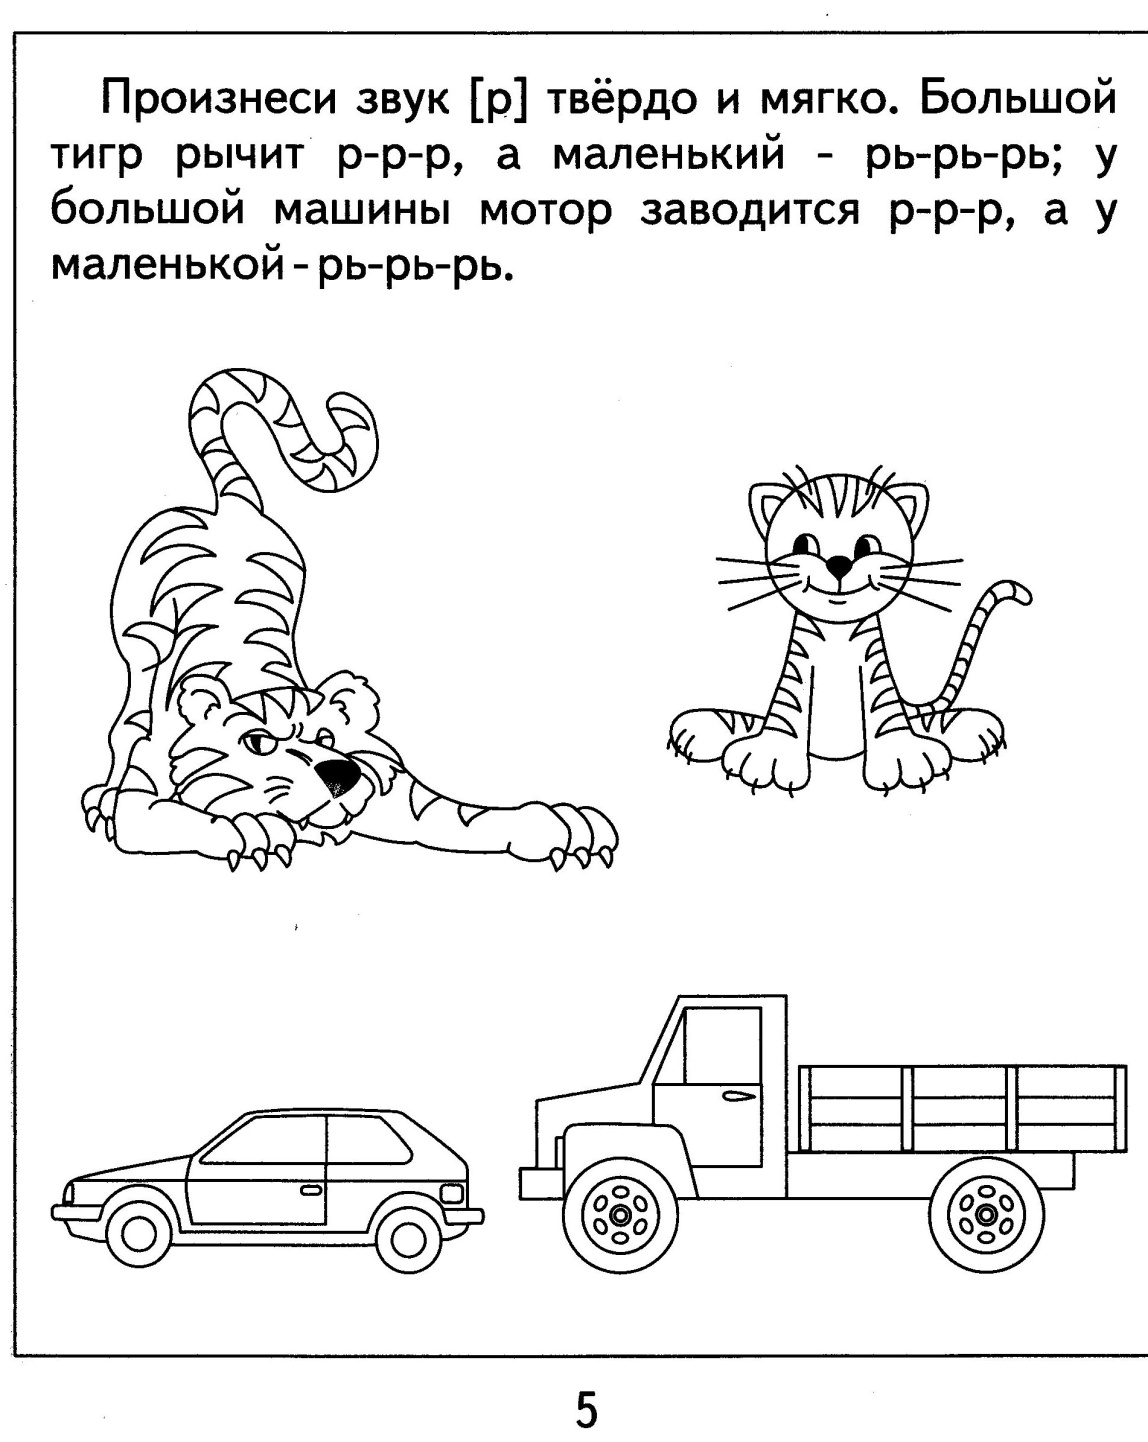 Произнеси звук [р] твёрдо и мягко. Большой
тигр рычит р-р-р, а маленький - рь-рь-рь; у
большой машины мотор заводится р-р-р, а у
маленькой - рь-рь-рь.
5